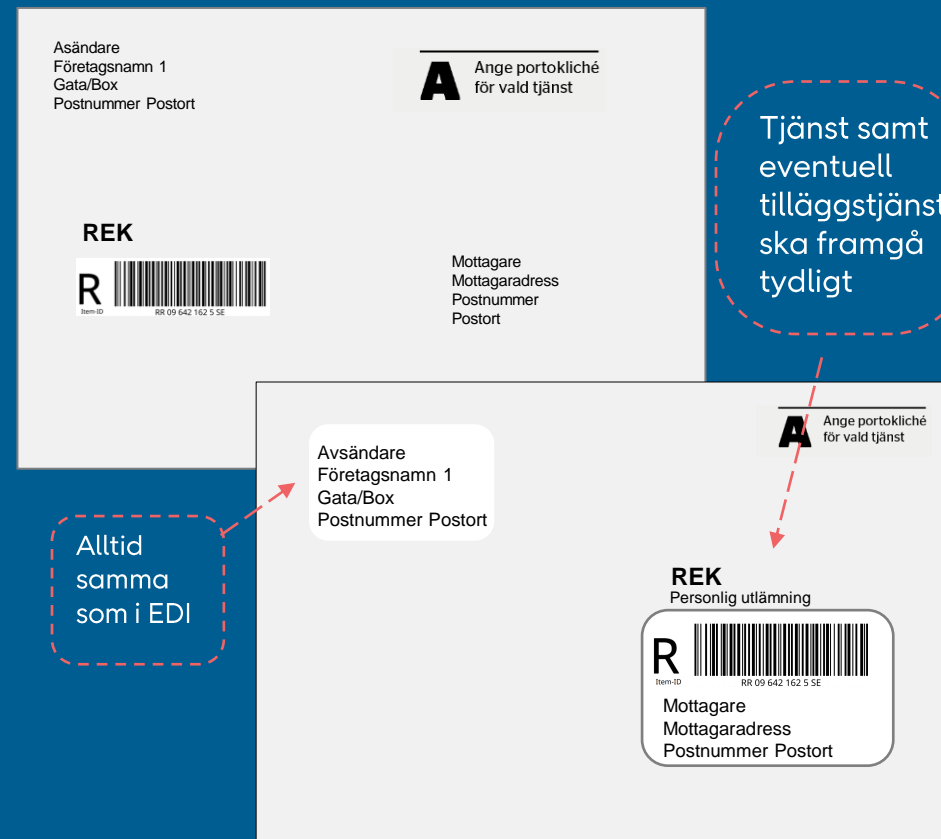 Asändare
Företagsnamn 1
Gata/Box
Postnummer Postort
A
Ange portokliché
för vald tjänst
REK
R
Item-ID
RR 09 642 162 5 SE
Mottagare
Mottagaradress
Postnummer
Postort
Tjänst samt
eventuell
tilläggstjänst
ska framgå
tydligt
Alltid
samma
som i EDI
Avsändare
Företagsnamn 1
Gata/Box
Postnummer Postort
A
Ange portokliché
för vald tjänst
REK
Personlig utlämning
R
Item-ID
RR 09 642 162 5 SE
Mottagare
Mottagaradress
Postnummer Postort